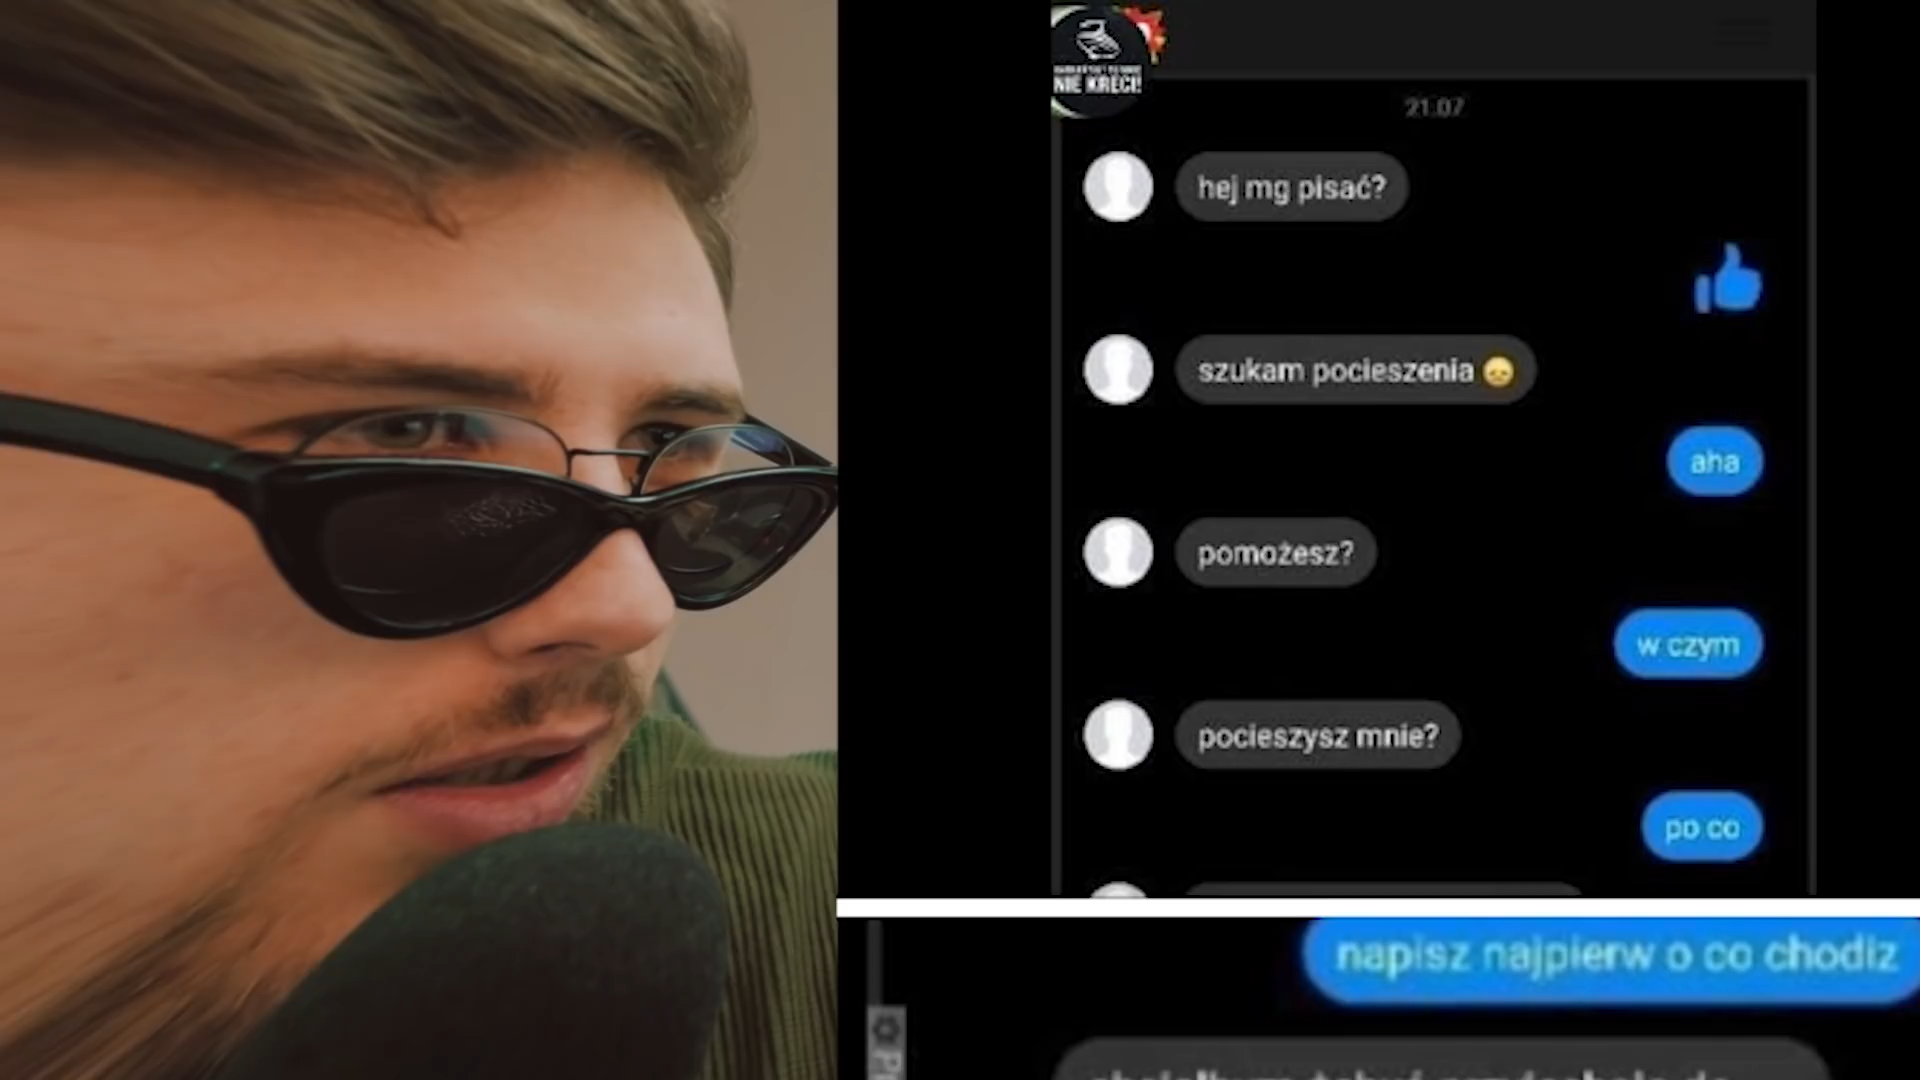 NIE KRĘCI!
21:07
hej mg pisać?
szukam pocieszenia 😞
aha
pomożesz?
w czym
pocieszysz mnie?
po co
napisz najpierw o co chodiz